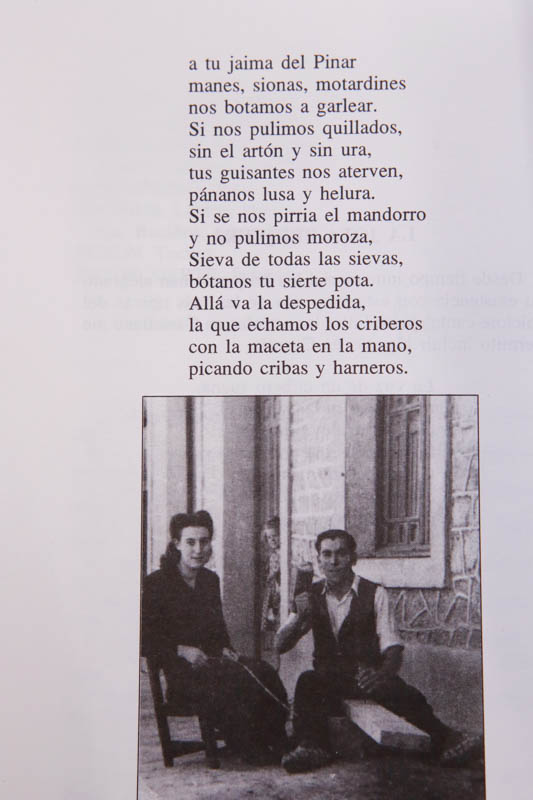 a tu jaima del Pinar
manes, sionas, motardines
nos botamos a garlear.
Si nos pulimos quillados,
sin el artón y sin ura,
tus guisantes nos aterven,
pánanos lusa y helura.
Si se nos pirria el mandorro
y no pulimos moroza,
Sieva de todas las sievas,
bótanos tu sierte pota.
Allá va la despedida,
la que echamos los criberos
con la maceta en la mano,
picando cribas y harneros.